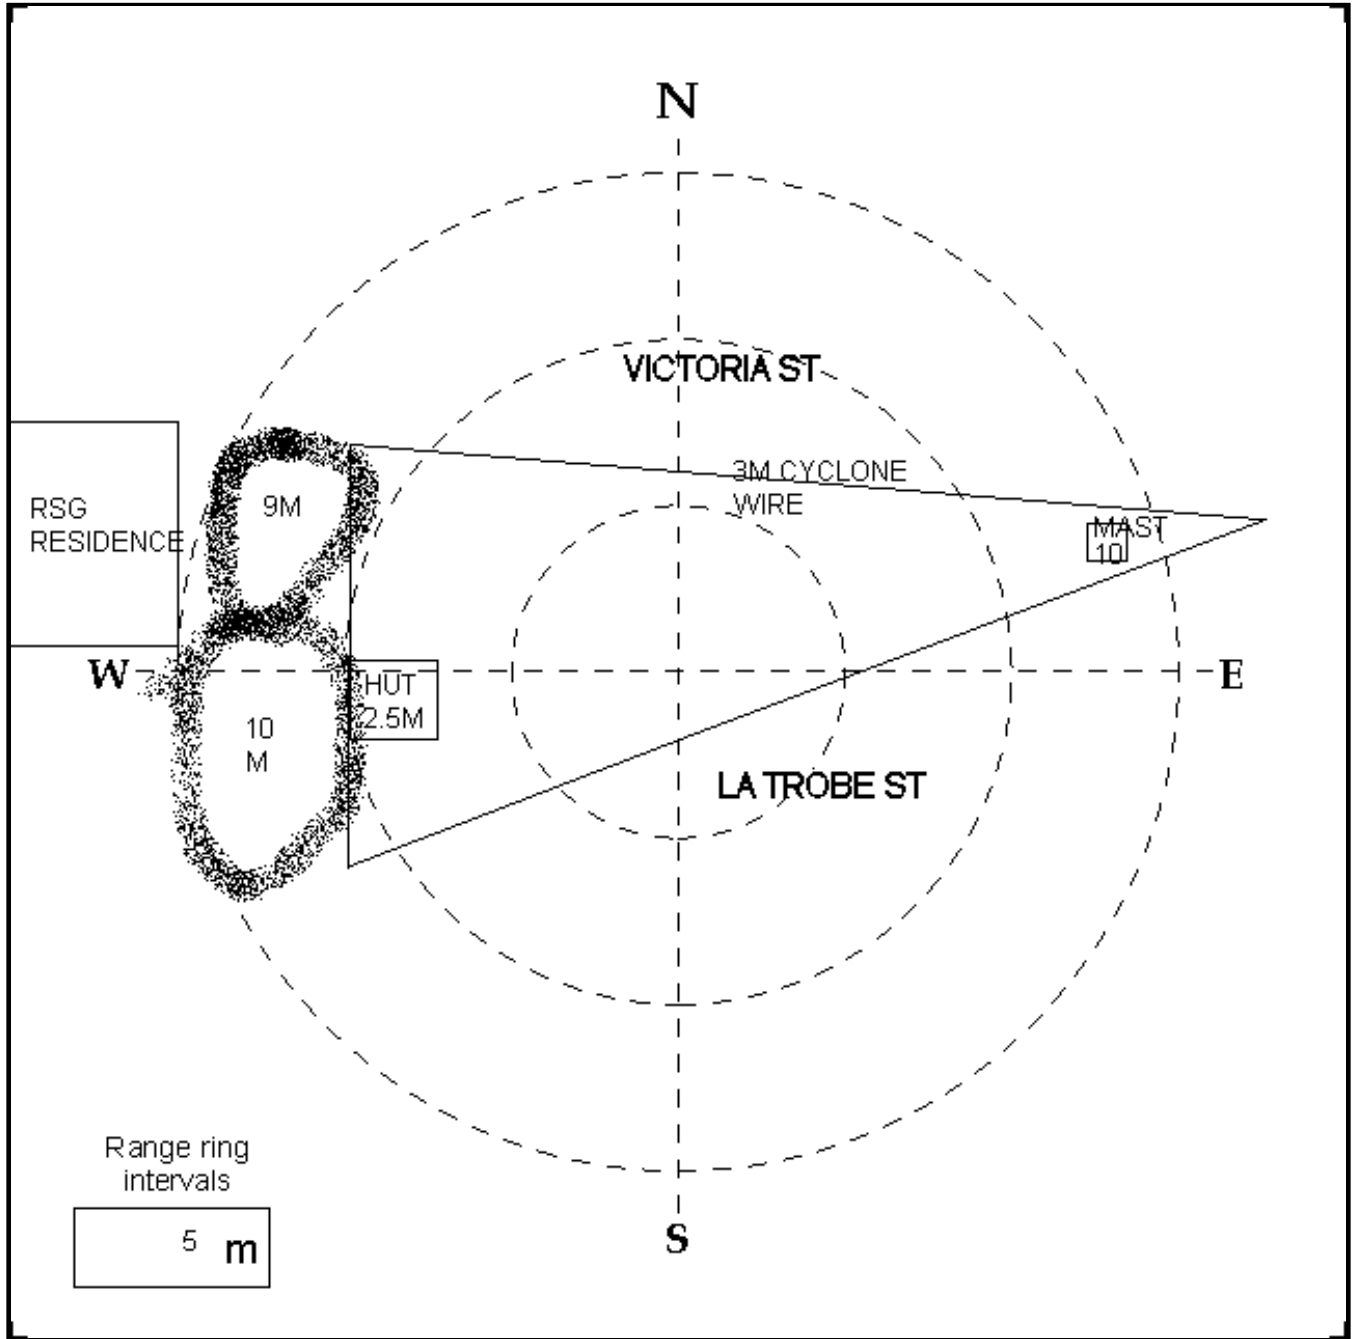 N
VICTORIA ST
3M CYCLONE
WIRE
RSG
RESIDENCE
9M
MAST
10
W
E
HUT
2.5M
10
M
LA TROBE ST
Range ring
intervals
5 m
S